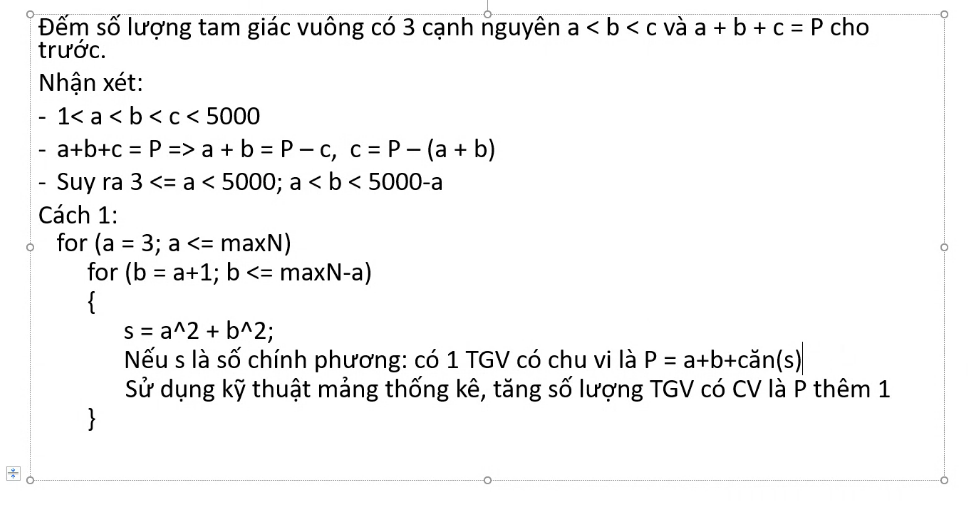 Đếm số lượng tam giác vuông có 3 cạnh nguyên a < b < c và a + b + c = P cho
trước.
Nhận xét:
- 1< a < b < c < 5000
- a+b+c = P => a + b = P – c, c = P – (a + b)
- Suy ra 3 <= a < 5000; a < b < 5000-a
Cách 1:
for (a = 3; a <= maxN)
for (b = a+1; b <= maxN-a)
{
s = a^2 + b^2;
Nếu s là số chính phương: có 1 TGV có chu vi là P = a+b+căn(s)
Sử dụng kỹ thuật mảng thống kê, tăng số lượng TGV có CV là P thêm 1
}